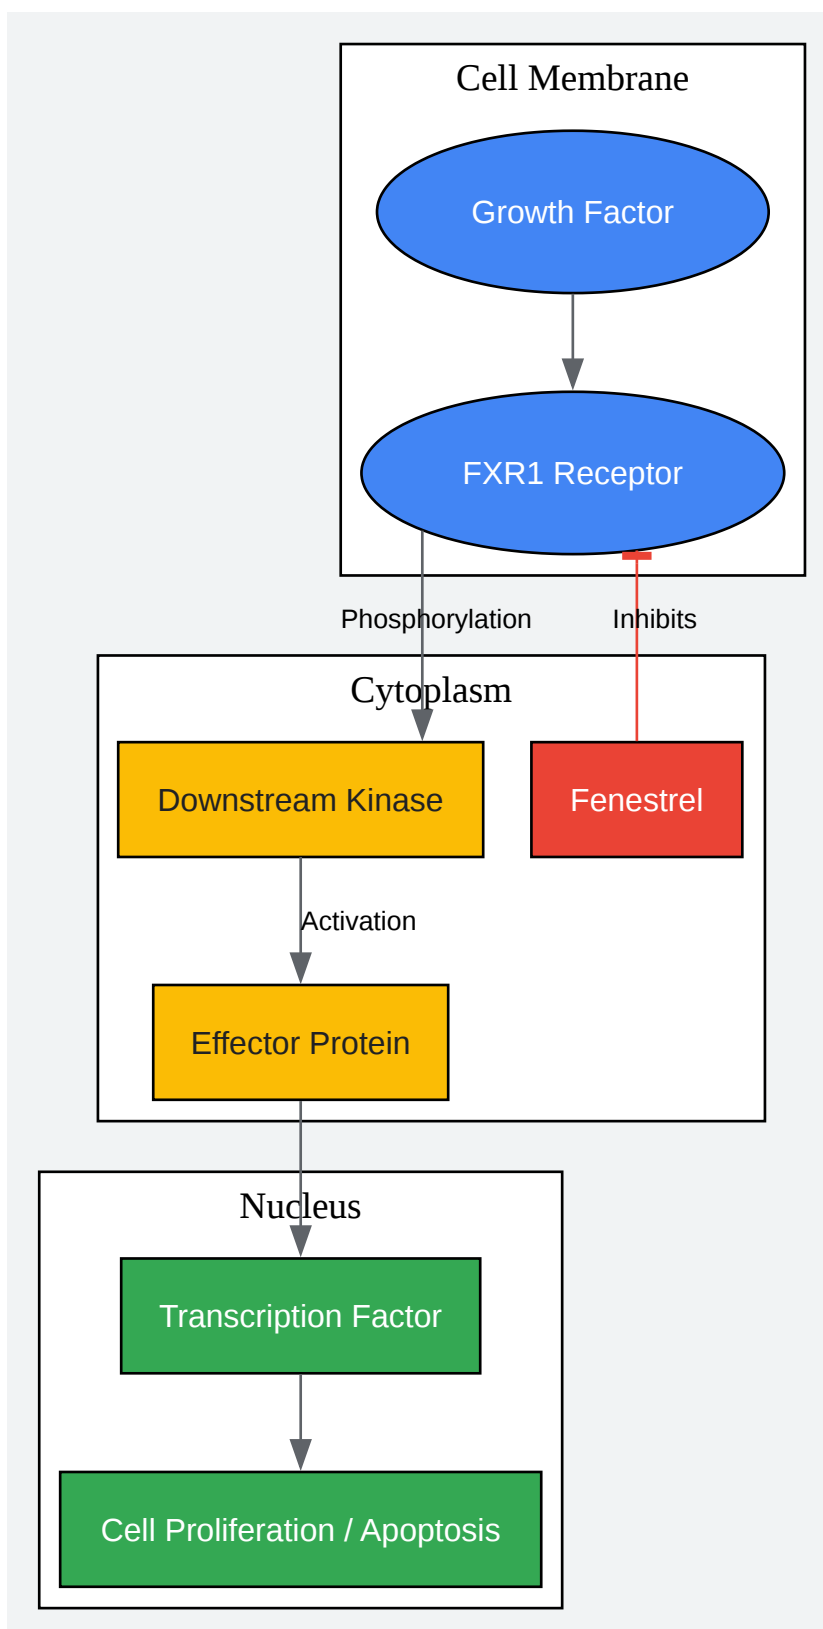 Cell Membrane
Growth Factor
FXR1 Receptor
Phosphorylation
Inhibits
Cytoplasm
Downstream Kinase
Fenestrel
Activation
Effector Protein
Nucleus
Transcription Factor
Cell Proliferation / Apoptosis